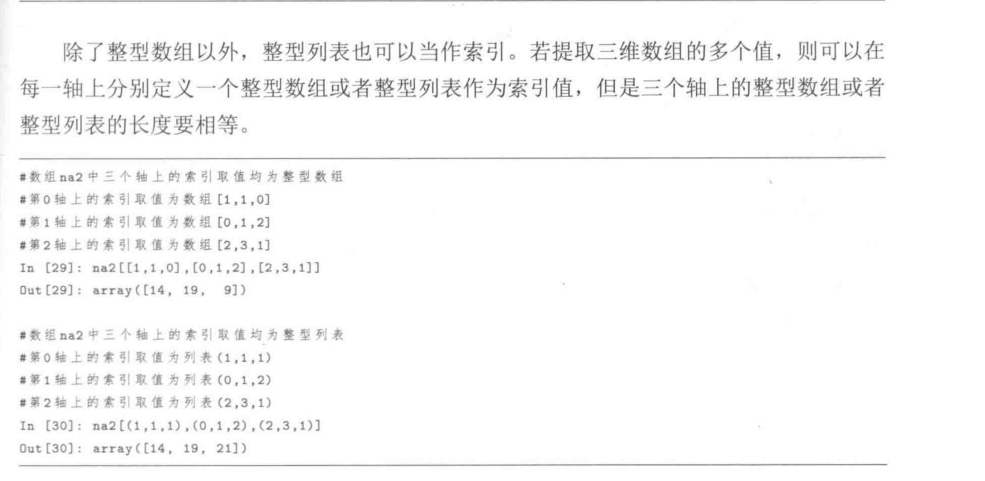 除了整型数组以外，整型列表也可以当作索引。若提取三维数组的多个值，则可以在
每一轴上分别定义一个整型数组或者整型列表作为索引值，但是三个轴上的整型数组或者
整型列表的长度要相等。
#数组na2中三个轴上的索引取值均为整型数组
#第0轴上的索引取值为数组[1,1,0]
#第1轴上的索引取值为数组[0,1,2]
#第2轴上的索引取值为数组[2,3,1]
In [29]: na2[[1,1,0],[0,1,2],[2,3,1]]
Out[29]: array([14, 19,  9])
#数组na2中三个轴上的索引取值均为整型列表
#第0轴上的索引取值为列表(1,1,1)
#第1轴上的索引取值为列表(0,1,2)
#第2轴上的索引取值为列表(2,3,1)
In [30]: na2[(1,1,1),(0,1,2),(2,3,1)]
Out[30]: array([14, 19, 21])